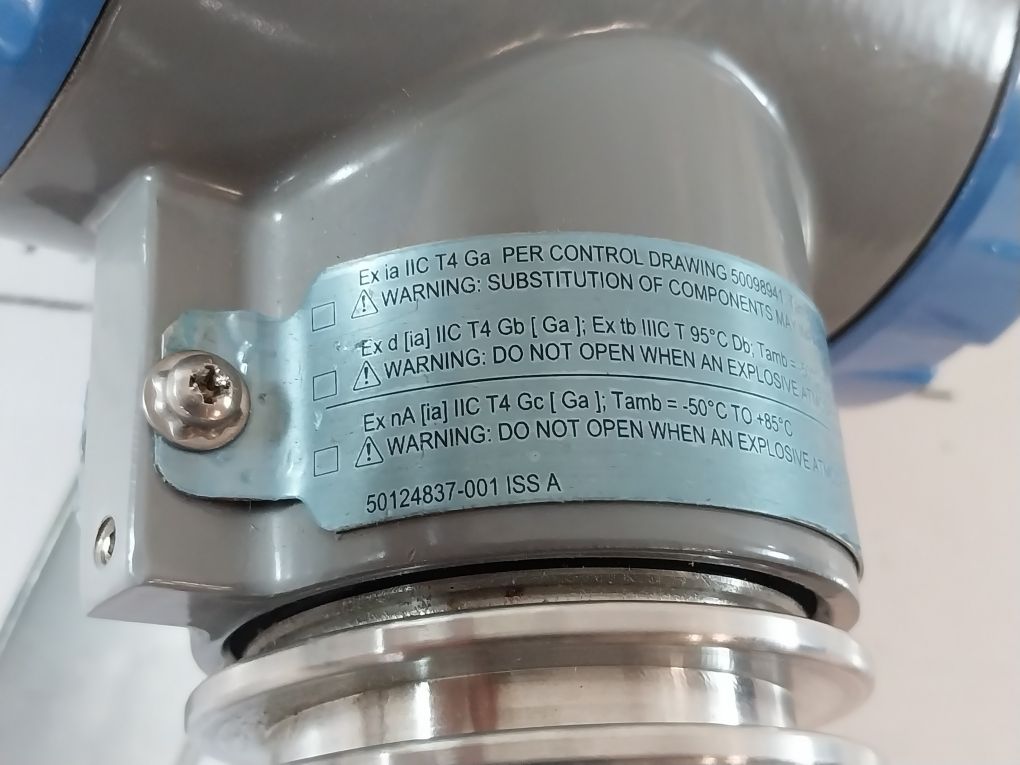 Ex ia IIC T4 Ga PER CONTROL DRAWING 50098941
WARNING: SUBSTITUTION OF COMPONENTS
Ex d [ia] IIC T4 Gb [ Ga ]; Ex tb IIIC T 95°C Db; Tamb =
WARNING: DO NOT OPEN WHEN AN EXPLOSIVE
Ex nA [ia] IIC T4 Gc [ Ga ]; Tamb = -50°C TO +85°C
WARNING: DO NOT OPEN WHEN AN EXPLOSIVE
50124837-001 ISS A